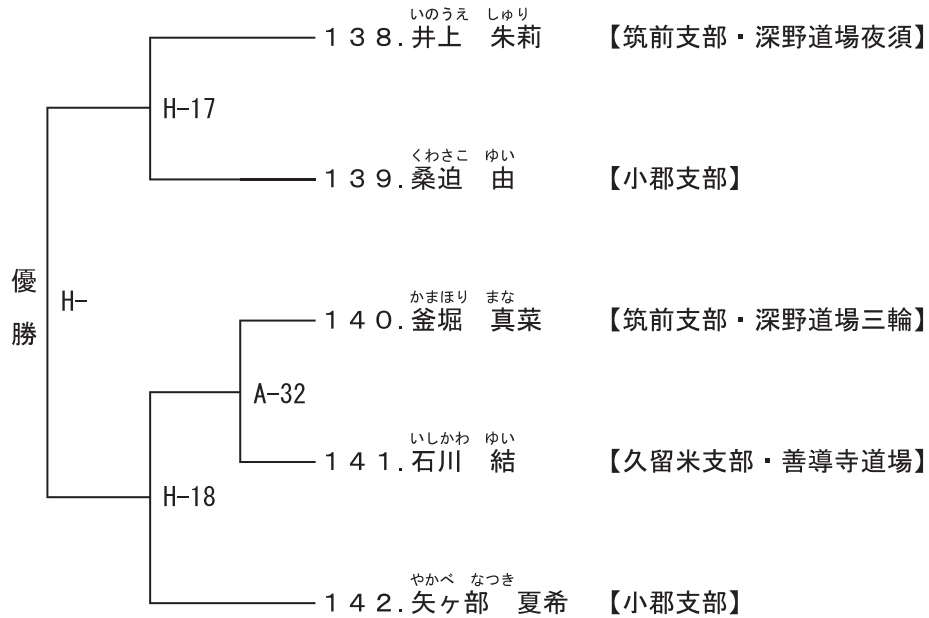 いのうえ　しゅり
１３８.井上　朱莉　【筑前支部・深野道場夜須】
H-17
くわさこ　ゆい
１３９.桑迫　由　【小郡支部】
優勝
H-
かまほり　まな
１４０.釜堀　真菜　【筑前支部・深野道場三輪】
A-32
いしかわ　ゆい
１４１.石川　結　【久留米支部・善導寺道場】
H-18
やかべ　なつき
１４２.矢ヶ部　夏希　【小郡支部】